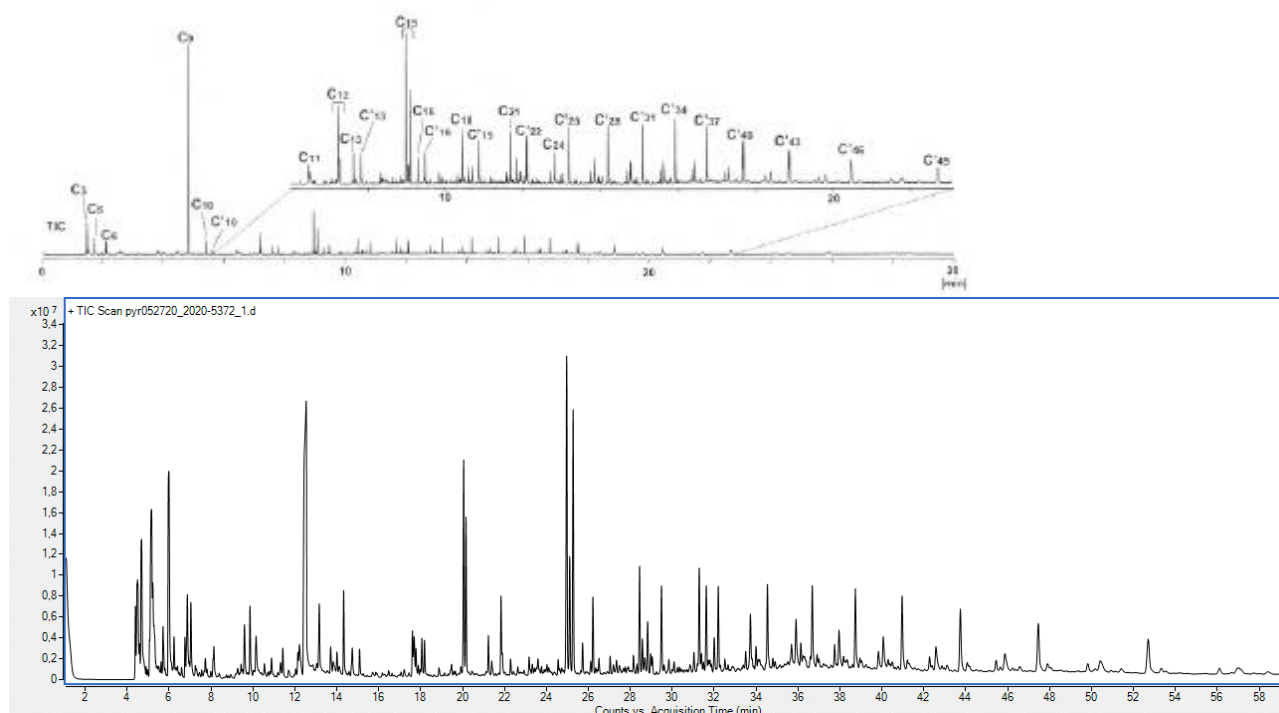 C15
C9
C12
C13
C'13
C16
C'16
C18
C'19
C21
C'22
C24
C'25
C'28
C'31
C'34
C'37
C'40
C'43
C'46
C'49
C11
C3
C5
C6
C10
C'10
TIC
10
20
0
10
20
30
[min]
x10 7
+ TIC Scan pyr052720_2020-5372_1.d
3,4
3,2
3
2,8
2,6
2,4
2,2
2
1,8
1,6
1,4
1,2
1
0,8
0,6
0,4
0,2
0
2 4 6 8 10 12 14 16 18 20 22 24 26 28 30 32 34 36 38 40 42 44 46 48 50 52 54 56 58
Counts vs. Acquisition Time (min)